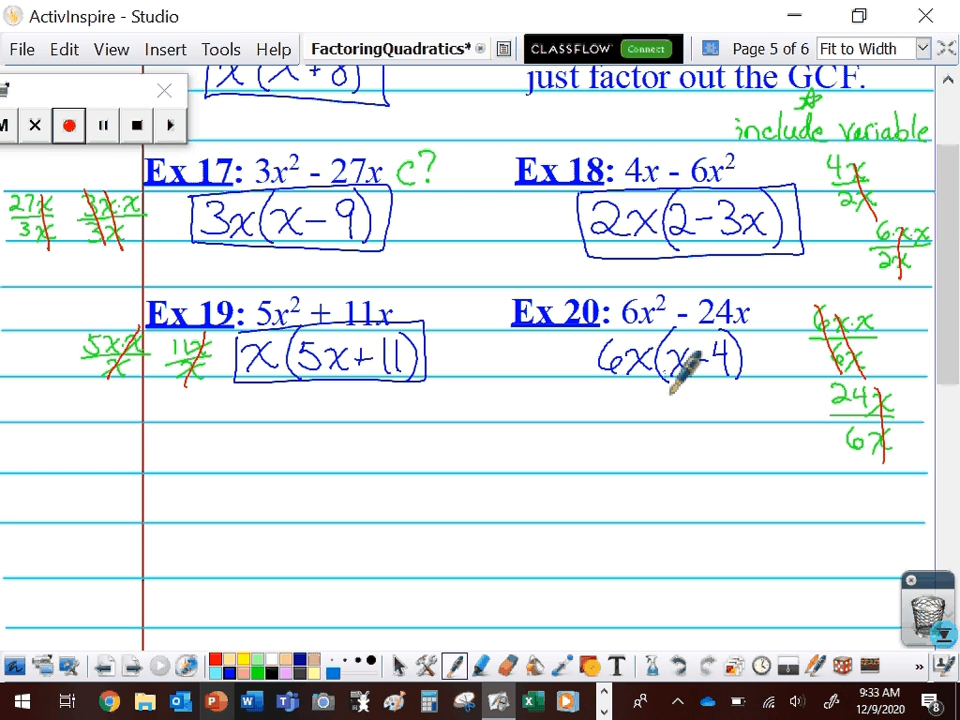 ActivInspire - Studio
File Edit View Insert Tools Help FactoringQuadratics* CLASSFLOW Connect Page 5 of 6 Fit to Width
x(x+8)
just factor out the GCF.
include variable
Ex 17: 3x² - 27x C?
27x/3x 3x·x/3x
3x(x-9)
Ex 18: 4x - 6x²
4x/2x
2x(2-3x)
6·x·x/2x
Ex 19: 5x² + 11x
5x·x/x 11x/x
x(5x+11)
Ex 20: 6x² - 24x
6x·x/6x
6x(x-4)
24x/6x
9:33 AM
12/9/2020